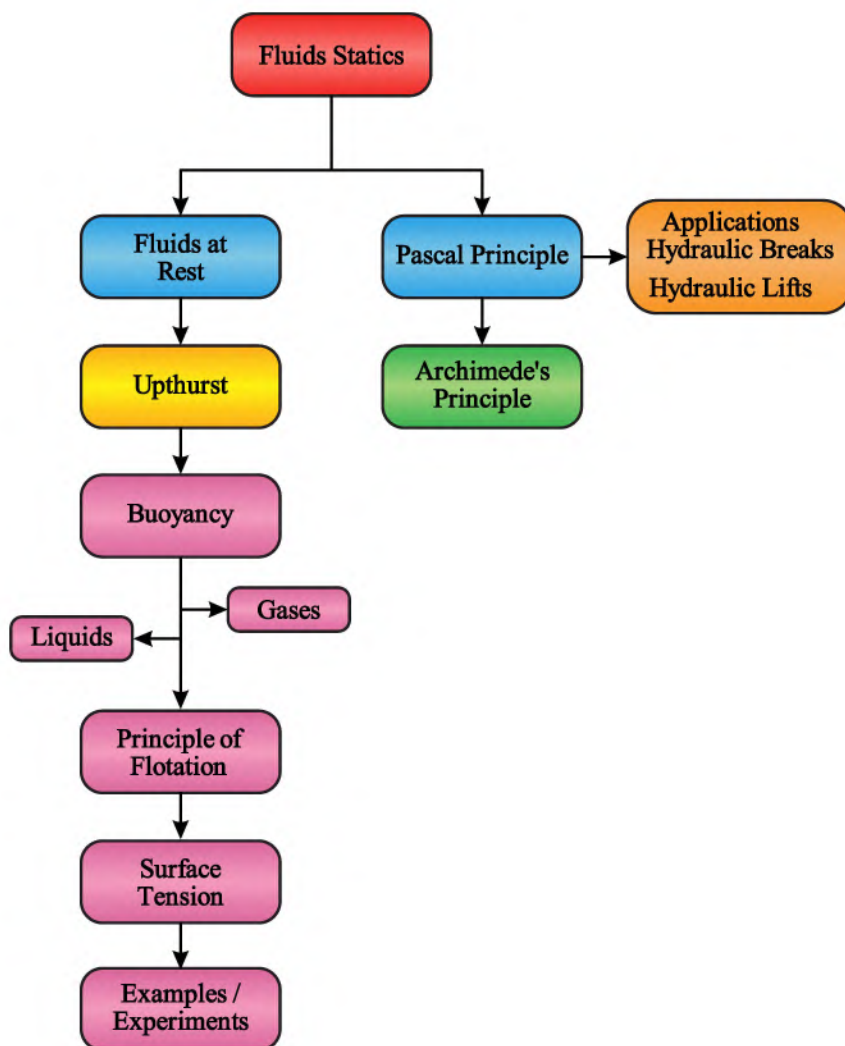 Fluids Statics
Fluids at
Rest
Pascal Principle
Applications
Hydraulic Breaks
Hydraulic Lifts
Upthurst
Archimede's
Principle
Buoyancy
Gases
Liquids
Principle of
Flotation
Surface
Tension
Examples /
Experiments